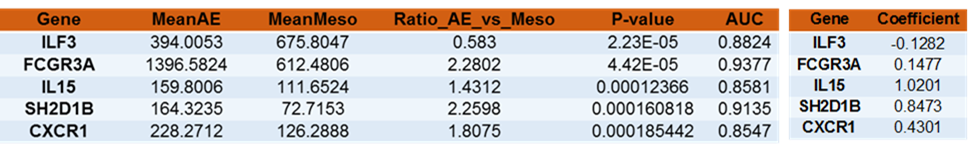 Gene MeanAE MeanMeso Ratio_AE_vs_Meso P-value AUC
ILF3 394.0053 675.8047 0.583 2.23E-05 0.8824
FCGR3A 1396.5824 612.4806 2.2802 4.42E-05 0.9377
IL15 159.8006 111.6524 1.4312 0.00012366 0.8581
SH2D1B 164.3235 72.7153 2.2598 0.000160818 0.9135
CXCR1 228.2712 126.2888 1.8075 0.000185442 0.8547
Gene Coefficient
ILF3 -0.1282
FCGR3A 0.1477
IL15 1.0201
SH2D1B 0.8473
CXCR1 0.4301